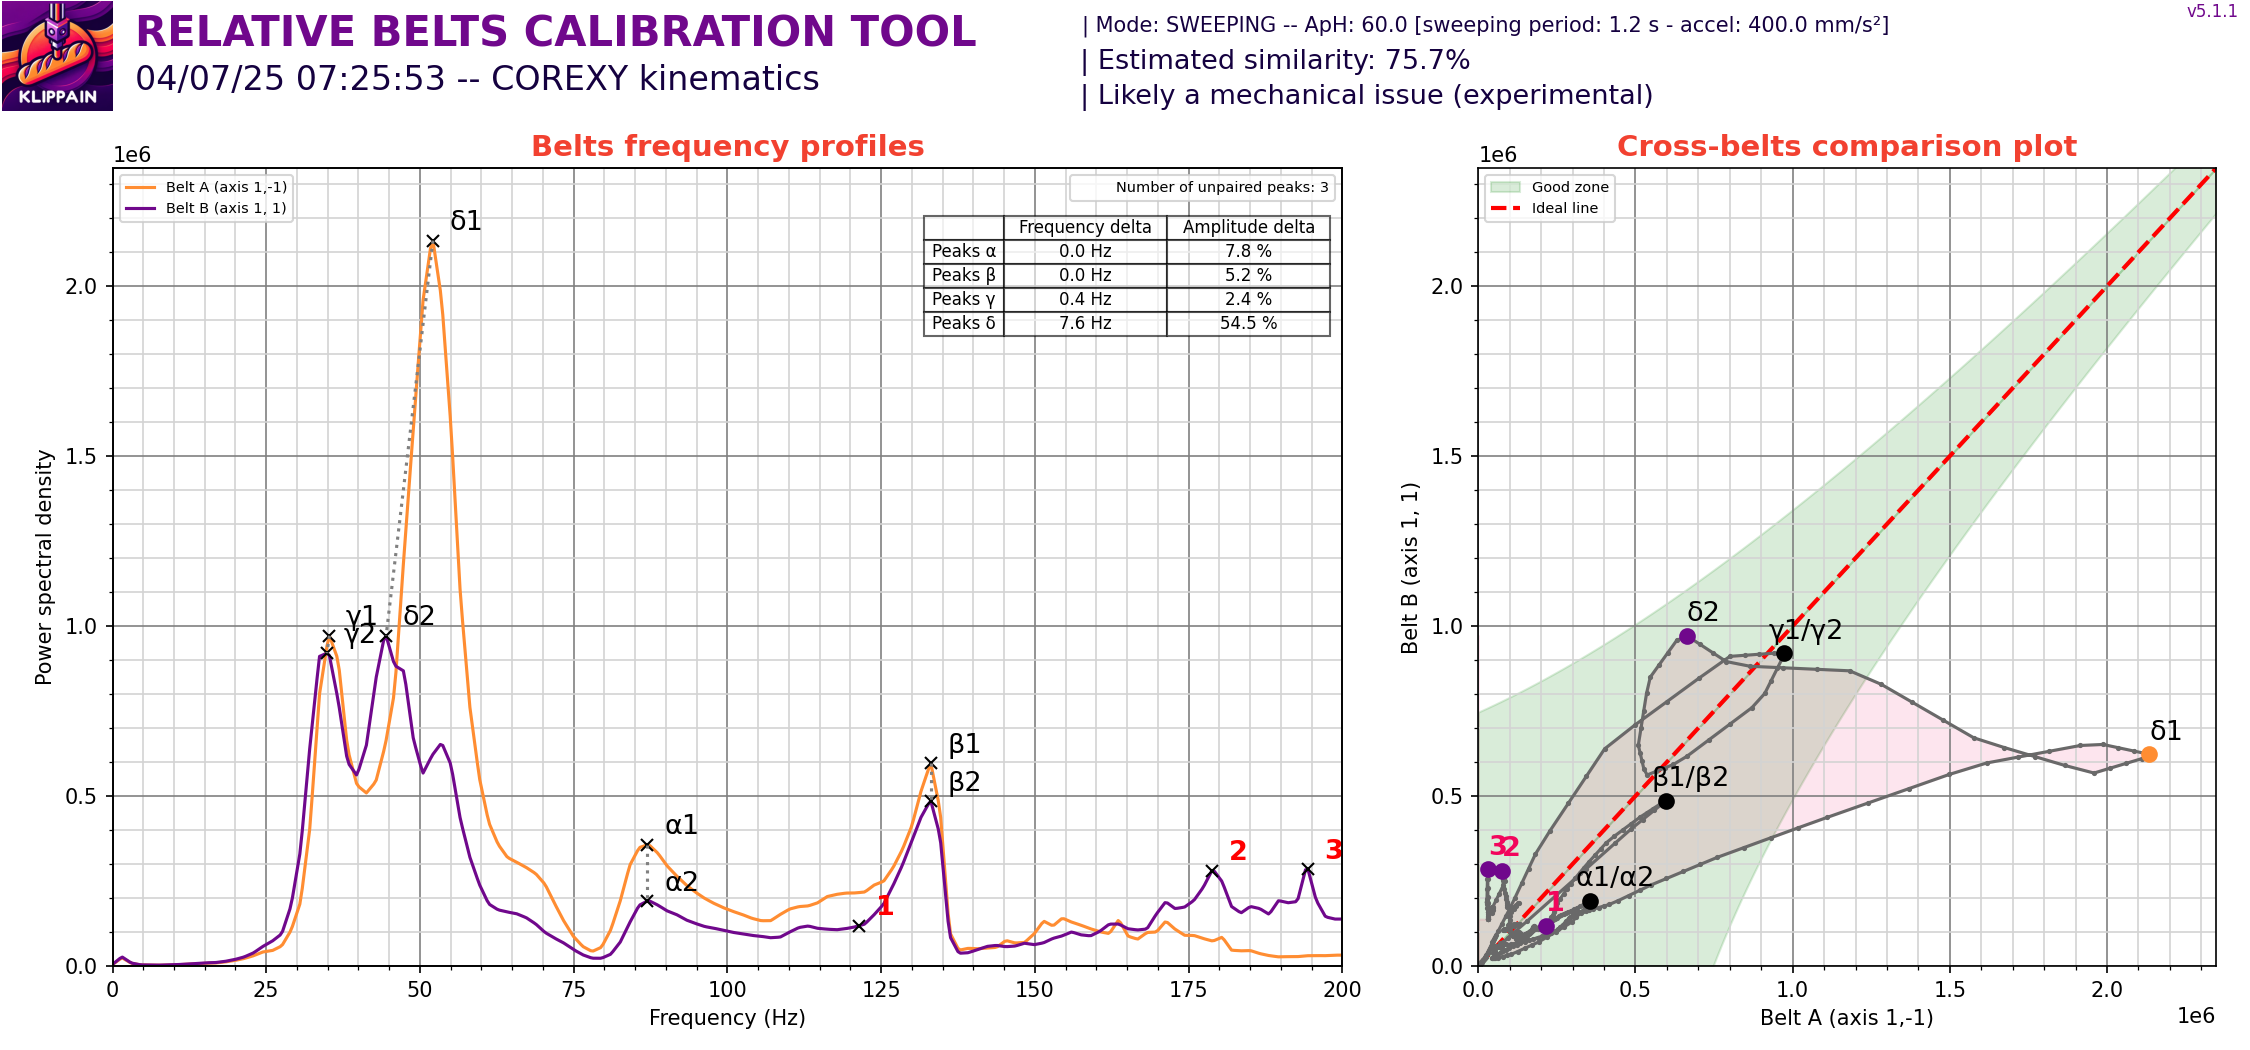 KLIPPAIN
RELATIVE BELTS CALIBRATION TOOL
04/07/25 07:25:53 -- COREXY kinematics
| Mode: SWEEPING -- ApH: 60.0 [sweeping period: 1.2 s - accel: 400.0 mm/s²]
| Estimated similarity: 75.7%
| Likely a mechanical issue (experimental)
v5.1.1
Belts frequency profiles
1e6
Belt A (axis 1,-1)
Belt B (axis 1, 1)
Number of unpaired peaks: 3
Frequency delta Amplitude delta
Peaks α 0.0 Hz 7.8 %
Peaks β 0.0 Hz 5.2 %
Peaks γ 0.4 Hz 2.4 %
Peaks δ 7.6 Hz 54.5 %
δ1
γ1
γ2
δ2
β1
β2
α1
α2
1
2
3
2.0
1.5
1.0
0.5
0.0
Power spectral density
0 25 50 75 100 125 150 175 200
Frequency (Hz)
Cross-belts comparison plot
1e6
Good zone
Ideal line
δ2
γ1/γ2
δ1
β1/β2
3
2
α1/α2
1
2.0
1.5
1.0
0.5
0.0
Belt B (axis 1, 1)
0.0 0.5 1.0 1.5 2.0
Belt A (axis 1,-1)
1e6